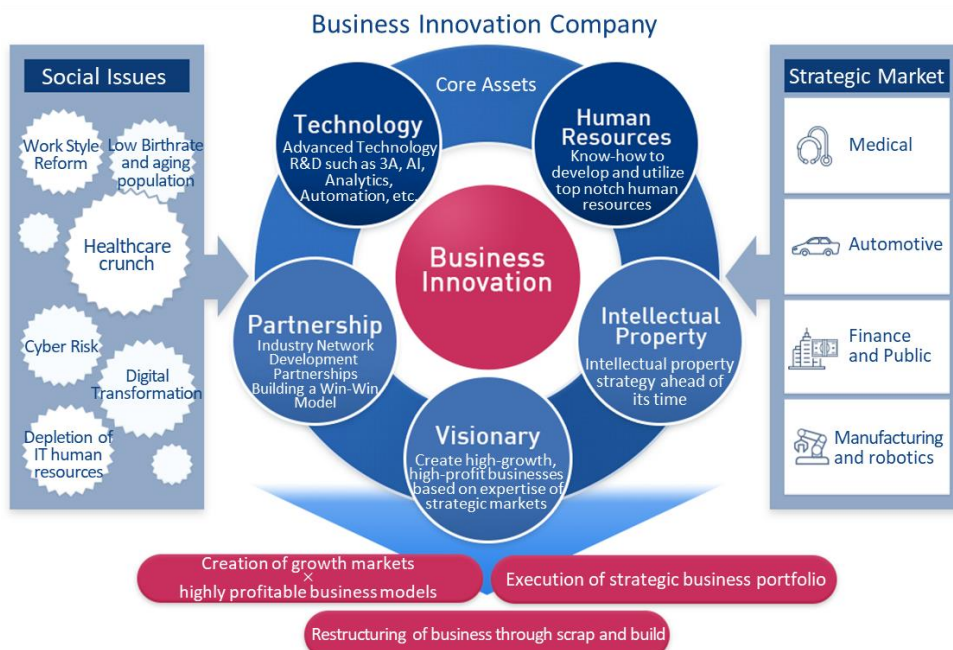 Business Innovation Company
Social Issues
Work Style
Reform
Low Birthrate
and aging
population
Healthcare
crunch
Cyber Risk
Digital
Transformation
Depletion of
IT human
resources
Core Assets
Technology
Advanced Technology
R&D such as 3A, AI,
Analytics,
Automation, etc.
Human
Resources
Know-how to
develop and utilize
top notch human
resources
Business
Innovation
Partnership
Industry Network
Development
Partnerships
Building a Win-Win
Model
Intellectual
Property
Intellectual property
strategy ahead of
its time
Visionary
Create high-growth,
high-profit businesses
based on expertise of
strategic markets
Strategic Market
Medical
Automotive
Finance
and Public
Manufacturing
and robotics
Creation of growth markets
×
highly profitable business models
Execution of strategic business portfolio
Restructuring of business through scrap and build